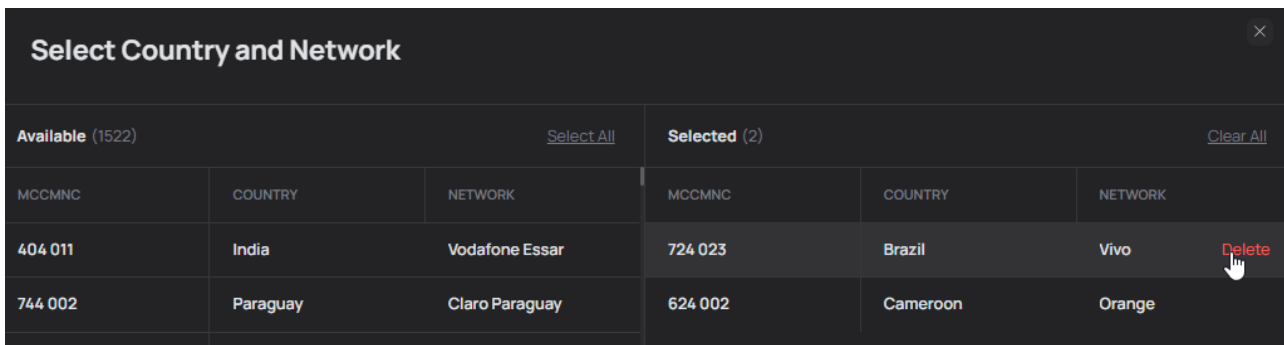 Select Country and Network
Available (1522) Select All Selected (2) Clear All
MCCMNC COUNTRY NETWORK MCCMNC COUNTRY NETWORK
404 011 India Vodafone Essar 724 023 Brazil Vivo Delete
744 002 Paraguay Claro Paraguay 624 002 Cameroon Orange